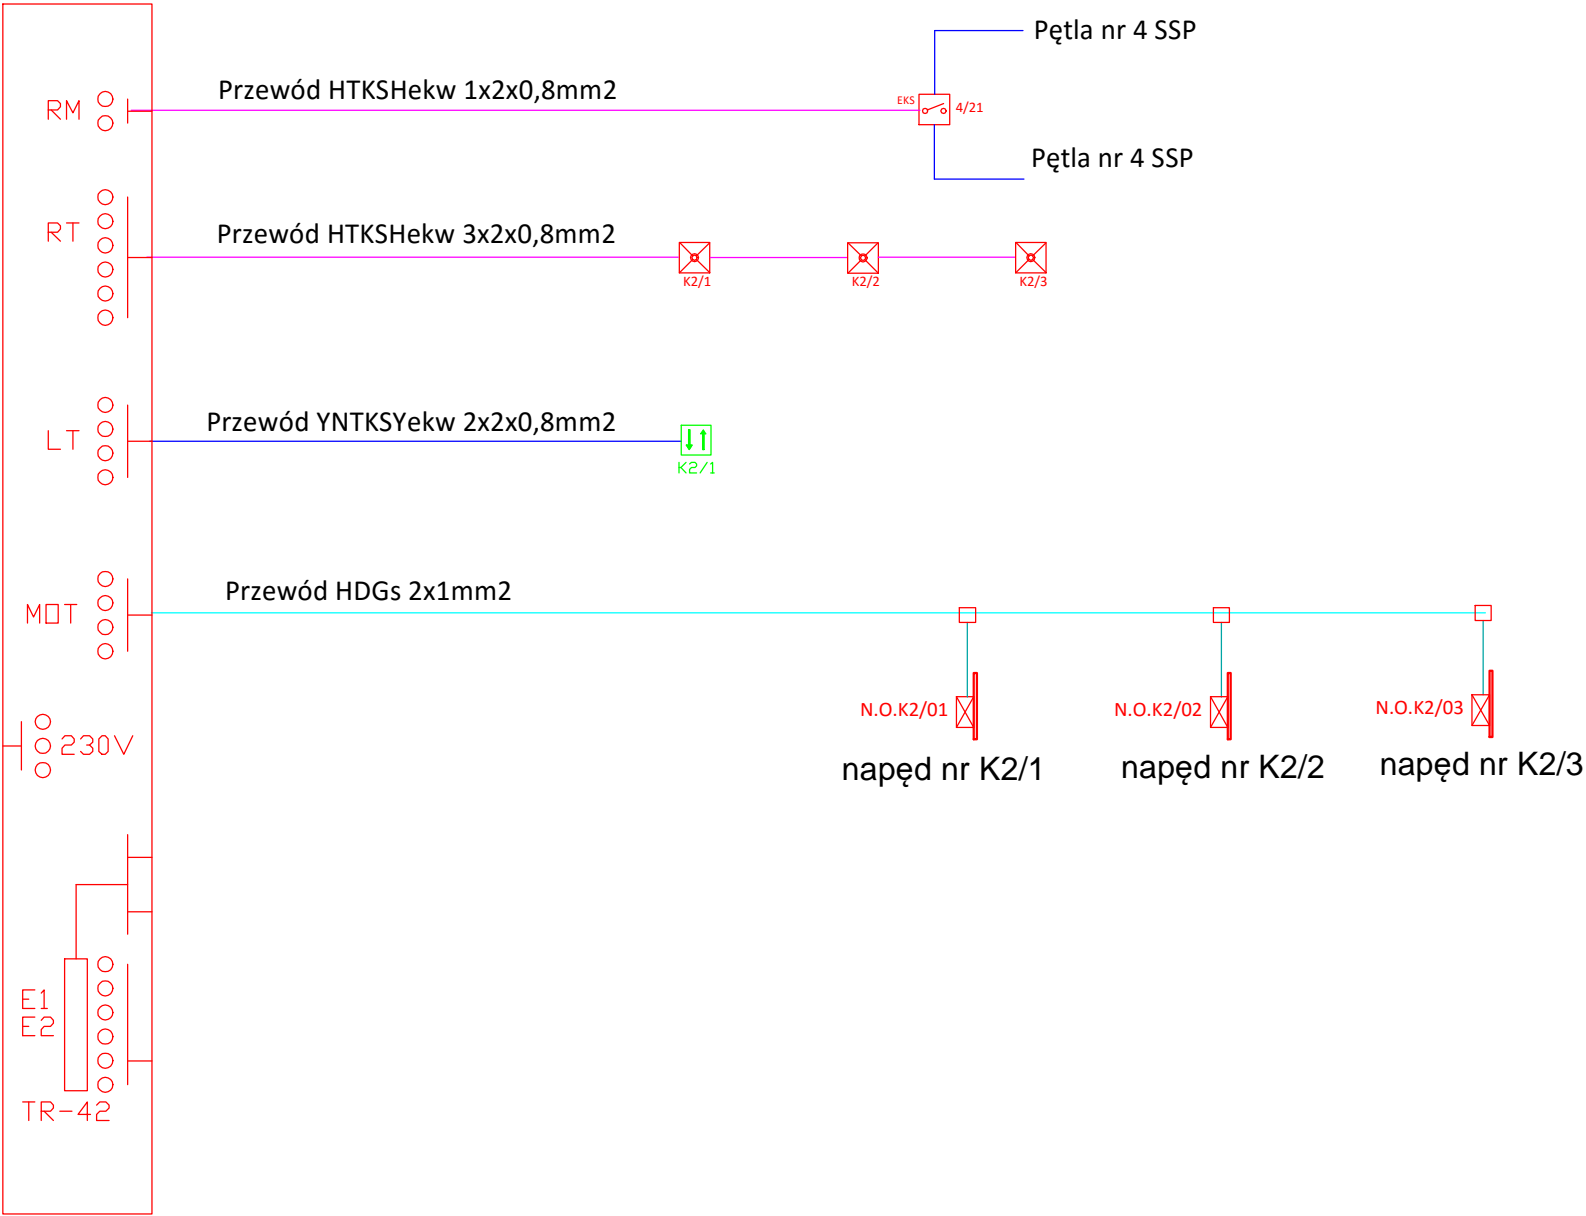 Pętla nr 4 SSP
Przewód HTKSHekw 1x2x0,8mm2
RM
EKS
4/21
Pętla nr 4 SSP
RT
Przewód HTKSHekw 3x2x0,8mm2
K2/1
K2/2
K2/3
LT
Przewód YNTKSYekw 2x2x0,8mm2
K2/1
MOT
Przewód HDGs 2x1mm2
N.O.K2/01
N.O.K2/02
N.O.K2/03
230V
napęd nr K2/1
napęd nr K2/2
napęd nr K2/3
E1
E2
TR-42